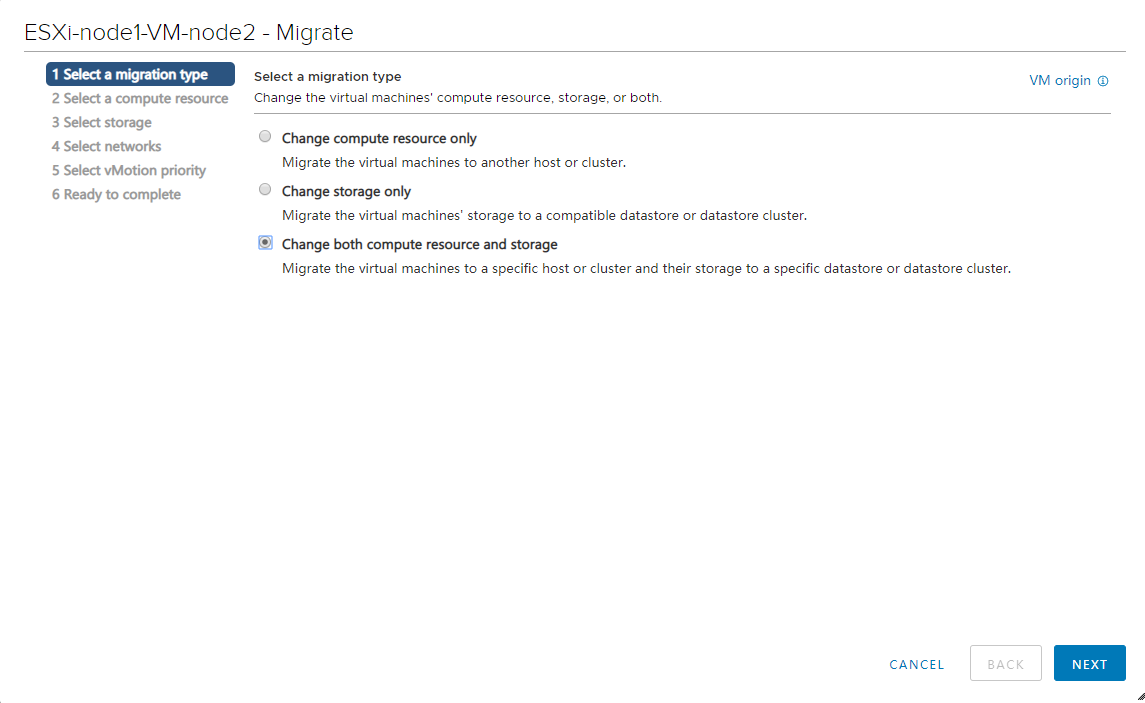 ESXi-node1-VM-node2 - Migrate
1 Select a migration type
2 Select a compute resource
3 Select storage
4 Select networks
5 Select vMotion priority
6 Ready to complete
Select a migration type
Change the virtual machines' compute resource, storage, or both.
VM origin
Change compute resource only
Migrate the virtual machines to another host or cluster.
Change storage only
Migrate the virtual machines' storage to a compatible datastore or datastore cluster.
Change both compute resource and storage
Migrate the virtual machines to a specific host or cluster and their storage to a specific datastore or datastore cluster.
CANCEL
BACK
NEXT